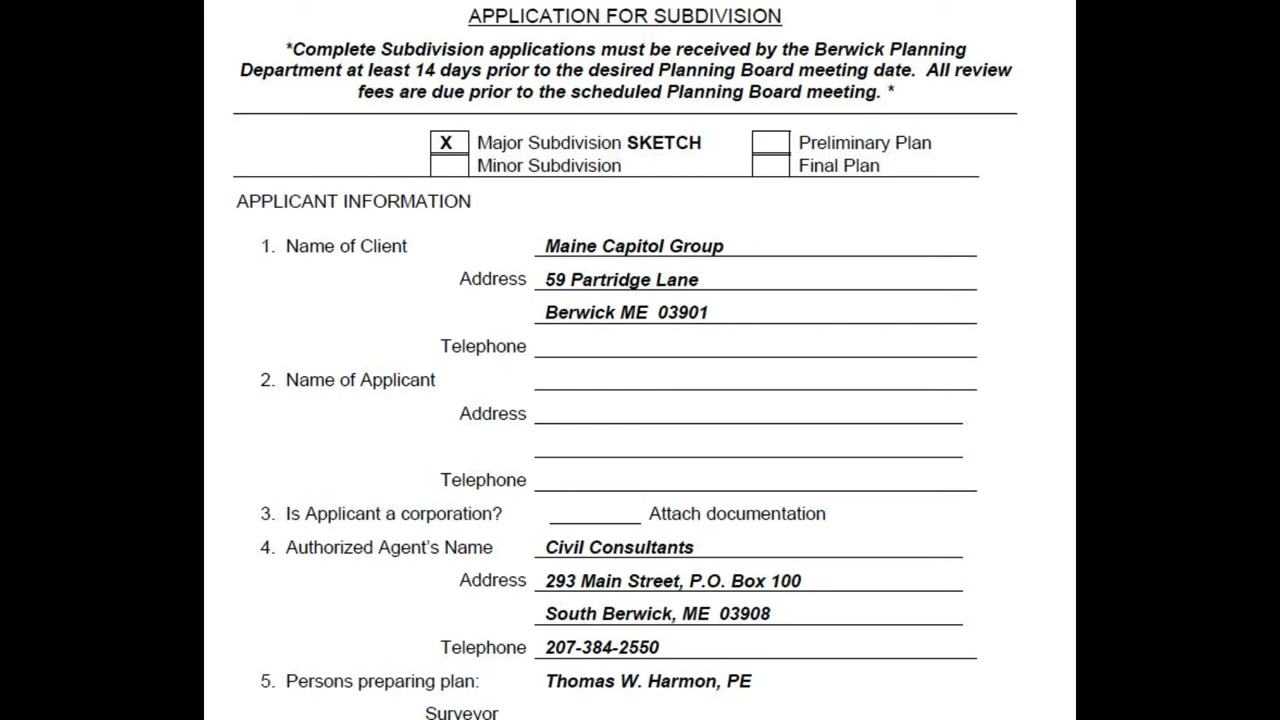 APPLICATION FOR SUBDIVISION
*Complete Subdivision applications must be received by the Berwick Planning
Department at least 14 days prior to the desired Planning Board meeting date.  All review
fees are due prior to the scheduled Planning Board meeting. *
X Major Subdivision SKETCH Preliminary Plan
Minor Subdivision Final Plan
APPLICANT INFORMATION
1. Name of Client Maine Capitol Group
Address 59 Partridge Lane
Berwick ME  03901
Telephone
2. Name of Applicant
Address
Telephone
3. Is Applicant a corporation? Attach documentation
4. Authorized Agent's Name Civil Consultants
Address 293 Main Street, P.O. Box 100
South Berwick, ME  03908
Telephone 207-384-2550
5. Persons preparing plan: Thomas W. Harmon, PE
Surveyor